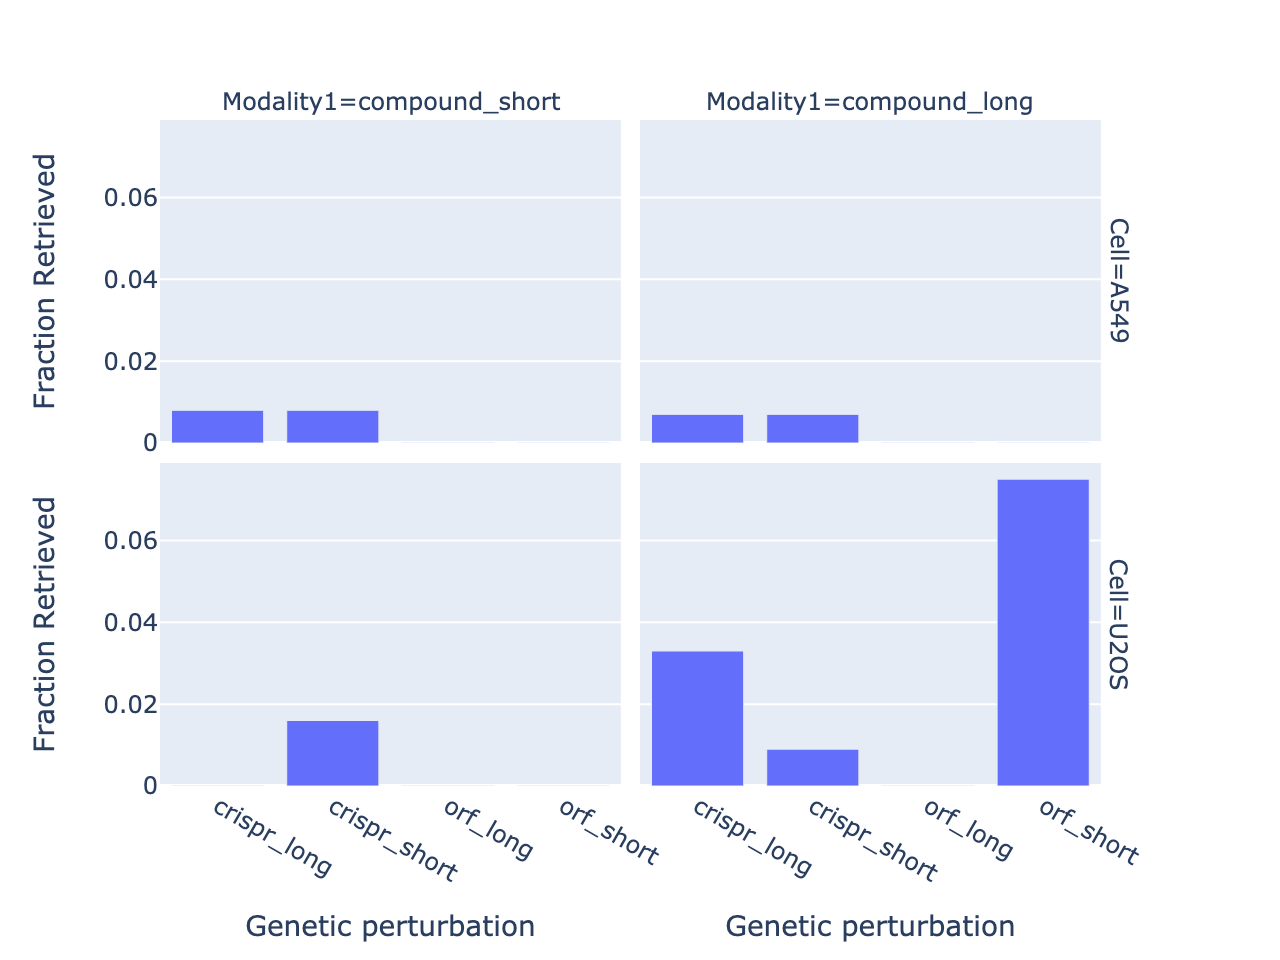 Modality1=compound_short
Modality1=compound_long
Fraction Retrieved
0.06
0.04
0.02
0
Cell=A549
Fraction Retrieved
0.06
0.04
0.02
0
Cell=U2OS
crispr_long
crispr_short
orf_long
orf_short
crispr_long
crispr_short
orf_long
orf_short
Genetic perturbation
Genetic perturbation